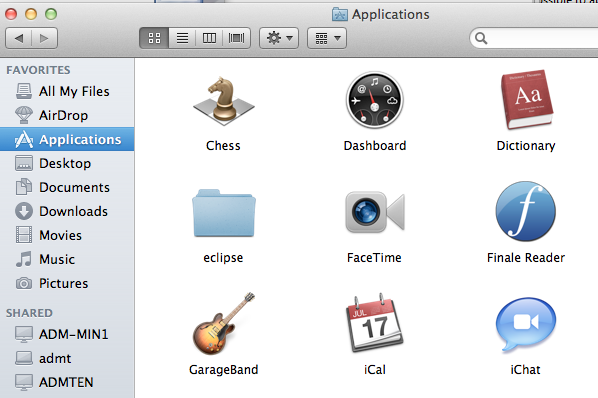 Applications
FAVORITES
All My Files
AirDrop
Applications
Desktop
Documents
Downloads
Movies
Music
Pictures
SHARED
ADM-MIN1
admt
ADMTEN
Chess
Dashboard
Aa
Dictionary
eclipse
FaceTime
f
Finale Reader
GarageBand
JUL
17
iCal
iChat